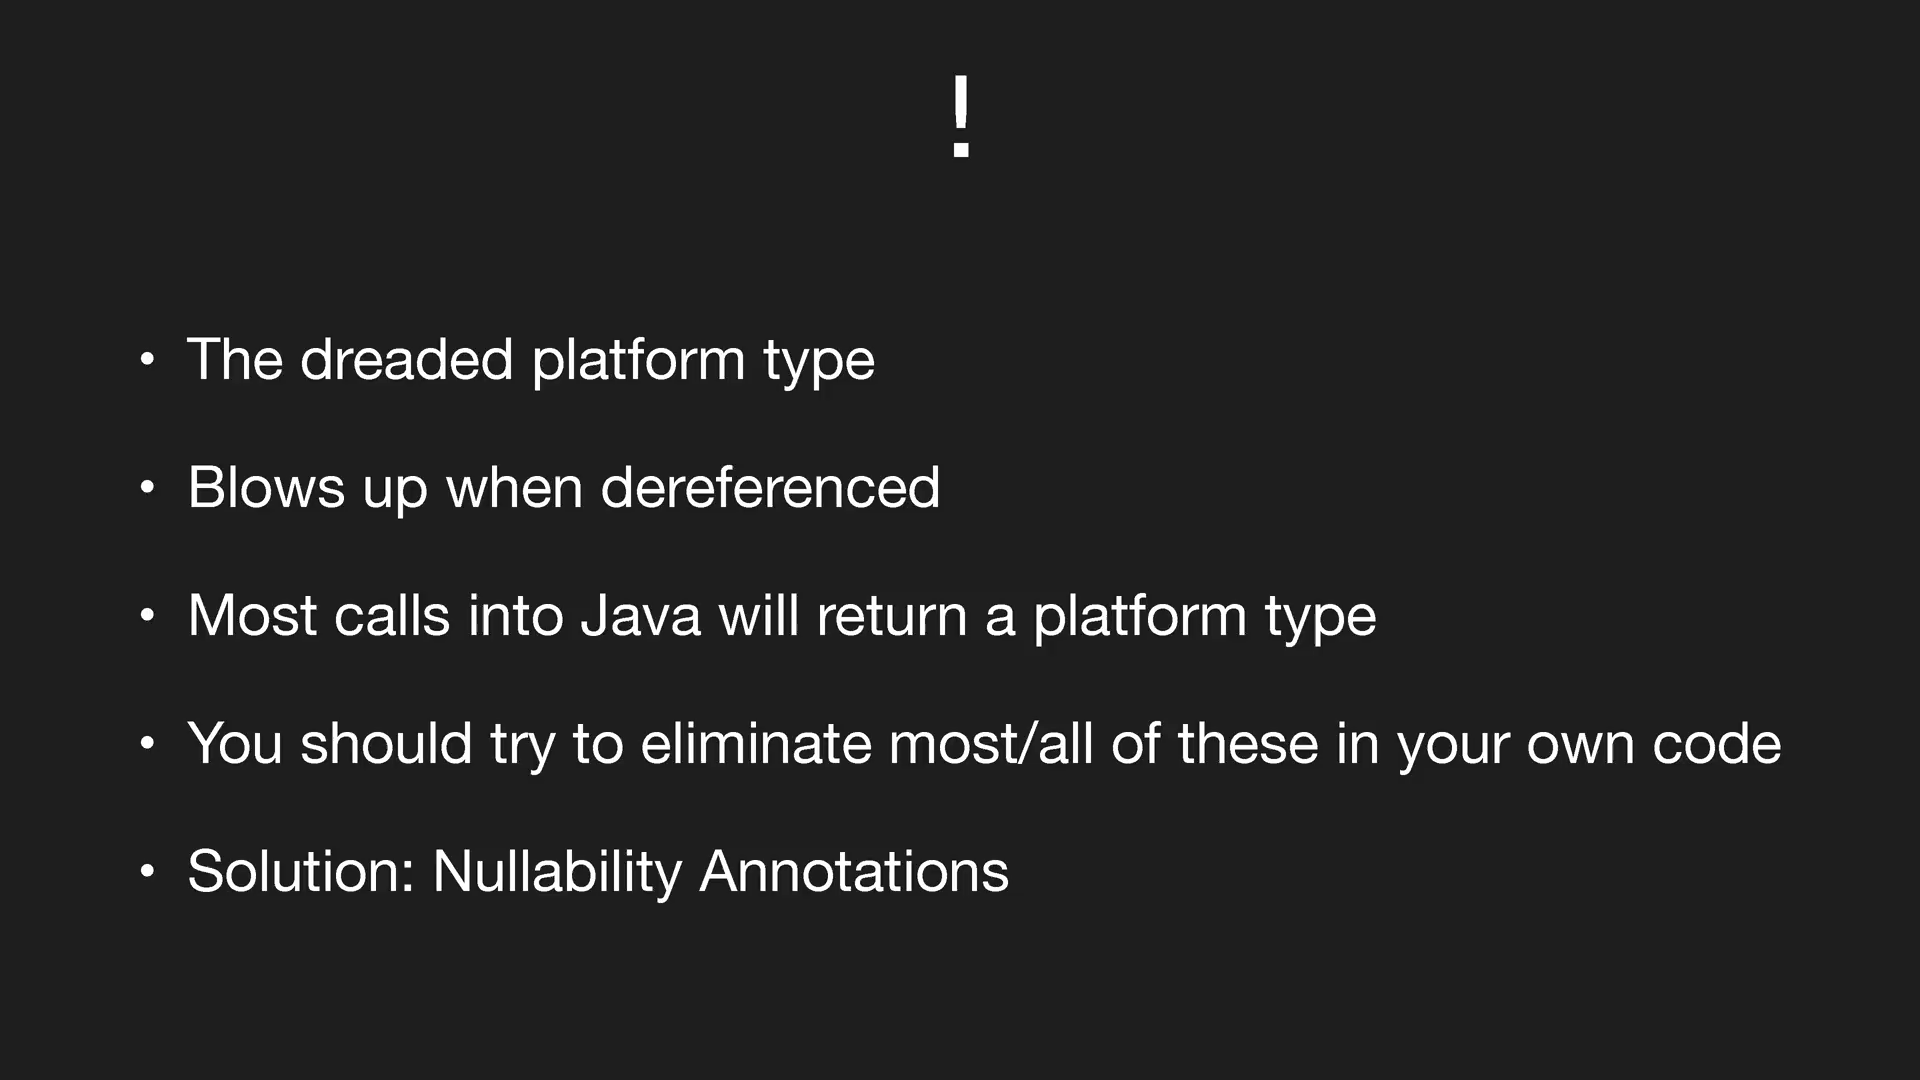 !
• The dreaded platform type
• Blows up when dereferenced
• Most calls into Java will return a platform type
• You should try to eliminate most/all of these in your own code
• Solution: Nullability Annotations